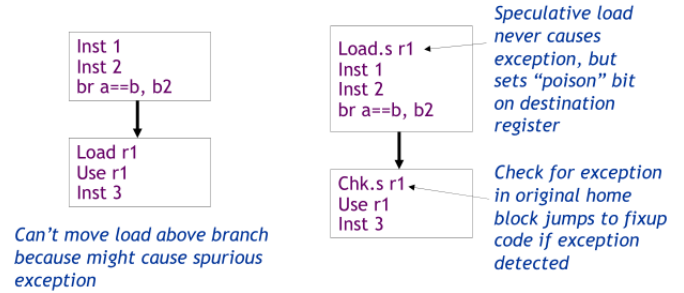 Inst 1
Inst 2
br a==b, b2
Load r1
Use r1
Inst 3
Can't move load above branch
because might cause spurious
exception
Load.s r1
Inst 1
Inst 2
br a==b, b2
Speculative load
never causes
exception, but
sets “poison” bit
on destination
register
Chk.s r1
Use r1
Inst 3
Check for exception
in original home
block jumps to fixup
code if exception
detected